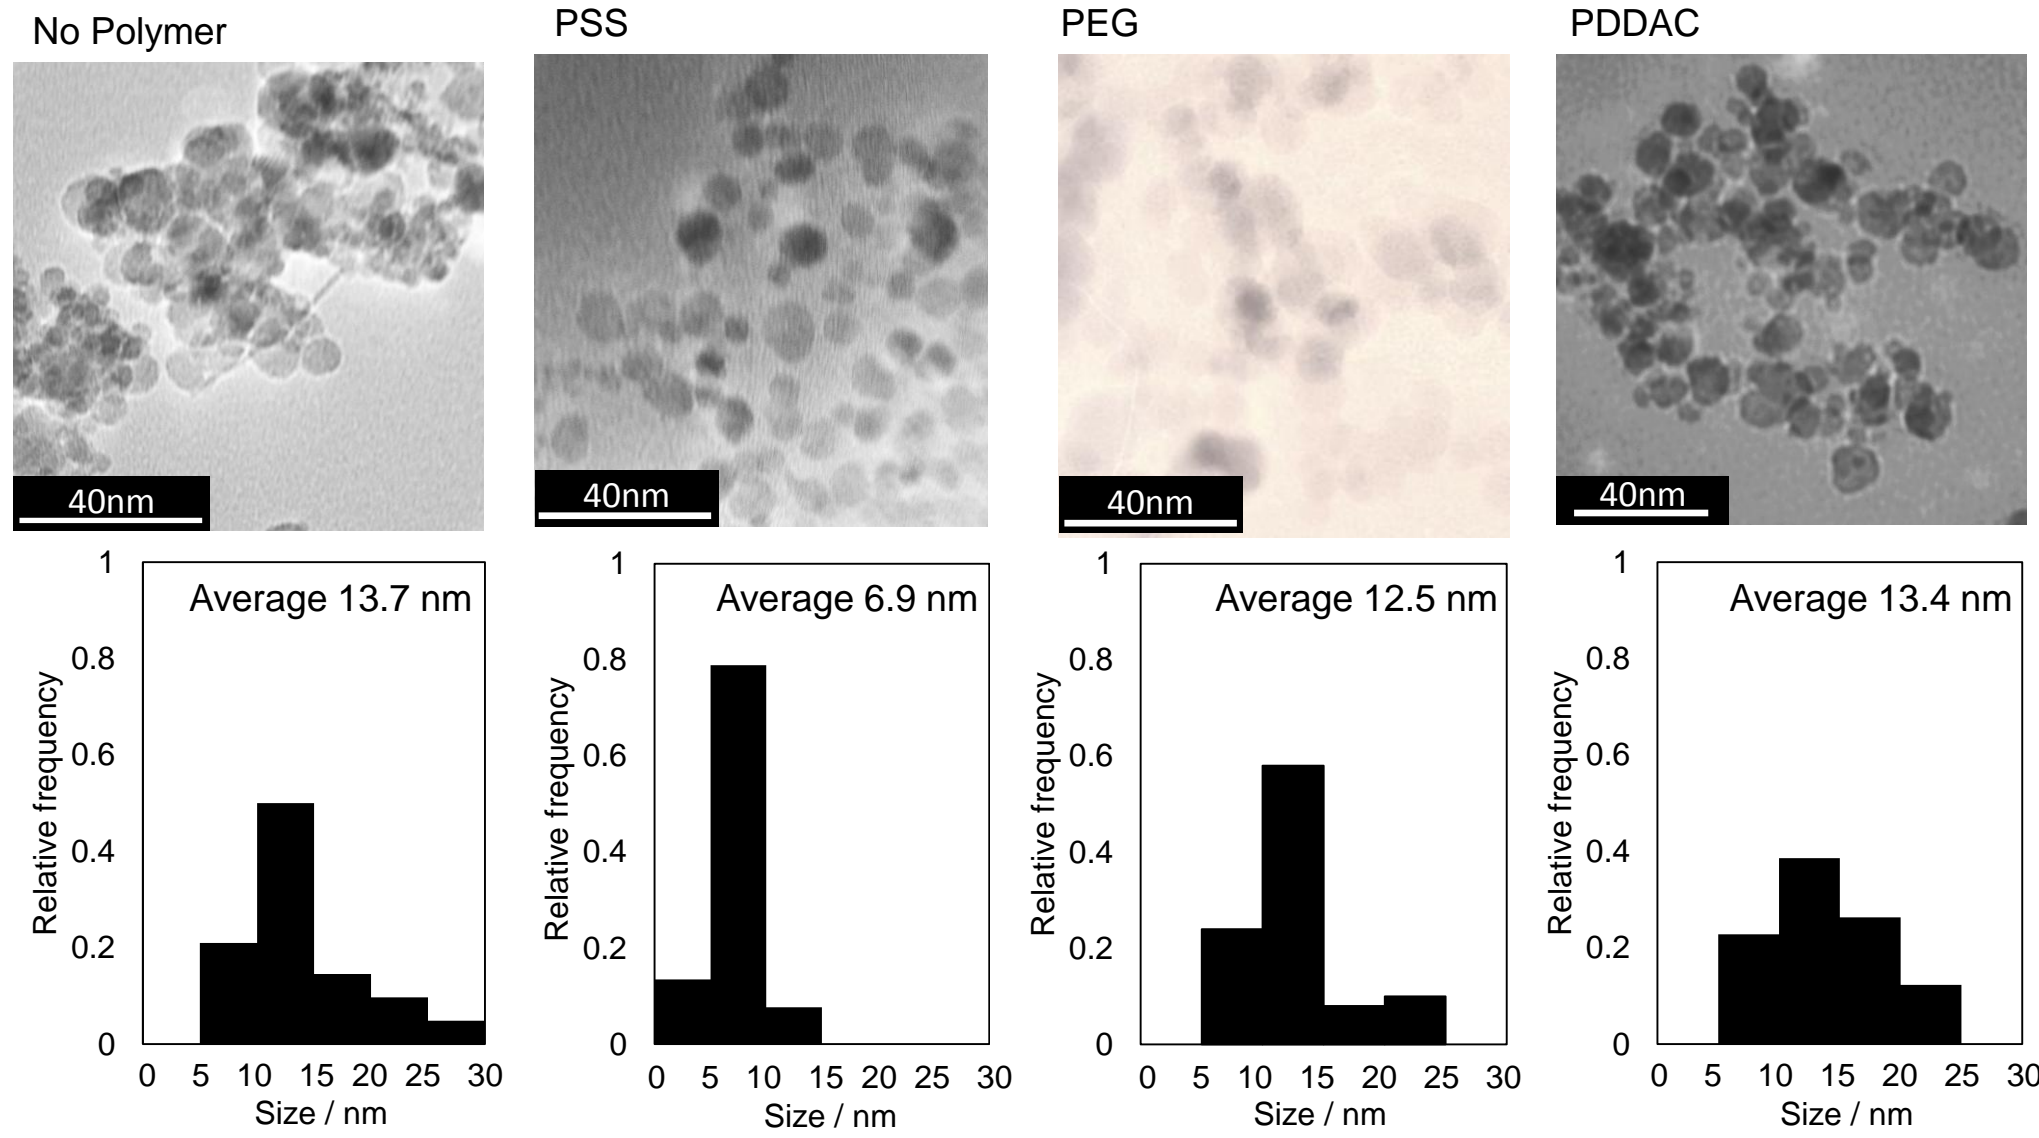 No Polymer
PSS
PEG
PDDAC
40nm
40nm
40nm
40nm
Average 13.7 nm
1
0.8
0.6
0.4
0.2
0
Relative frequency
0 5 10 15 20 25 30
Size / nm
Average 6.9 nm
1
0.8
0.6
0.4
0.2
0
Relative frequency
0 5 10 15 20 25 30
Size / nm
Average 12.5 nm
1
0.8
0.6
0.4
0.2
0
Relative frequency
0 5 10 15 20 25 30
Size / nm
Average 13.4 nm
1
0.8
0.6
0.4
0.2
0
Relative frequency
0 5 10 15 20 25 30
Size / nm